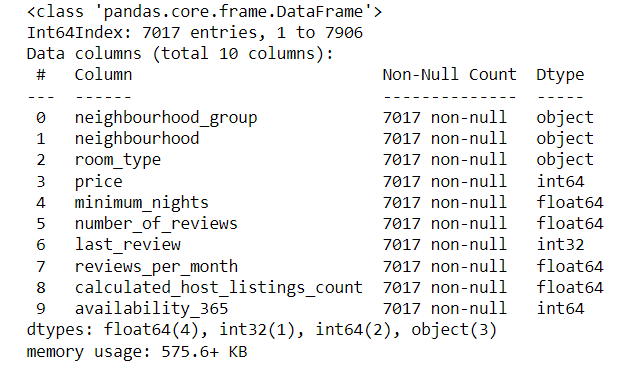 <class 'pandas.core.frame.DataFrame'>
Int64Index: 7017 entries, 1 to 7906
Data columns (total 10 columns):
 #   Column                          Non-Null Count  Dtype
---  ------                          --------------  -----
 0   neighbourhood_group             7017 non-null   object
 1   neighbourhood                   7017 non-null   object
 2   room_type                       7017 non-null   object
 3   price                           7017 non-null   int64
 4   minimum_nights                  7017 non-null   float64
 5   number_of_reviews               7017 non-null   float64
 6   last_review                     7017 non-null   int32
 7   reviews_per_month               7017 non-null   float64
 8   calculated_host_listings_count  7017 non-null   float64
 9   availability_365                7017 non-null   int64
dtypes: float64(4), int32(1), int64(2), object(3)
memory usage: 575.6+ KB